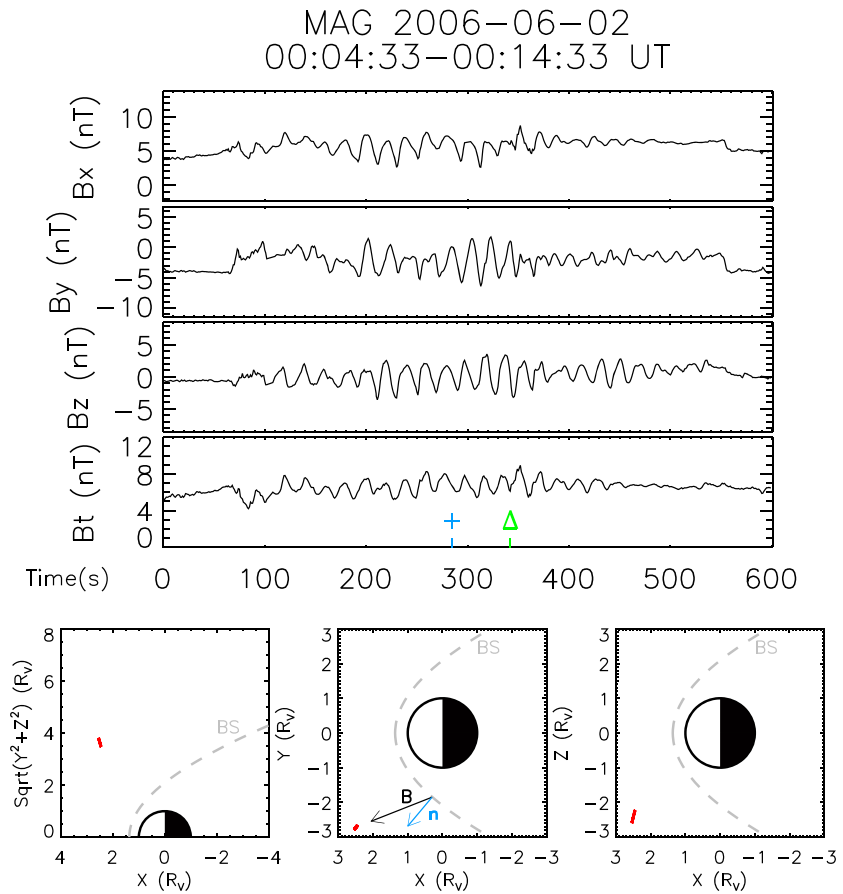 MAG 2006-06-02
00:04:33-00:14:33 UT
Bx (nT)
10
5
0
By (nT)
5
0
-5
-10
Bz (nT)
5
0
-5
Bt (nT)
12
8
4
0
+ Δ
Time(s) 0 100 200 300 400 500 600
Sqrt(Y²+Z²) (Rv)
8
6
4
2
0
BS
4 2 0 -2 -4
X (Rv)
Y (Rv)
3
2
1
0
-1
-2
-3
BS
B
n
3 2 1 0 -1 -2 -3
X (Rv)
Z (Rv)
3
2
1
0
-1
-2
-3
BS
3 2 1 0 -1 -2 -3
X (Rv)